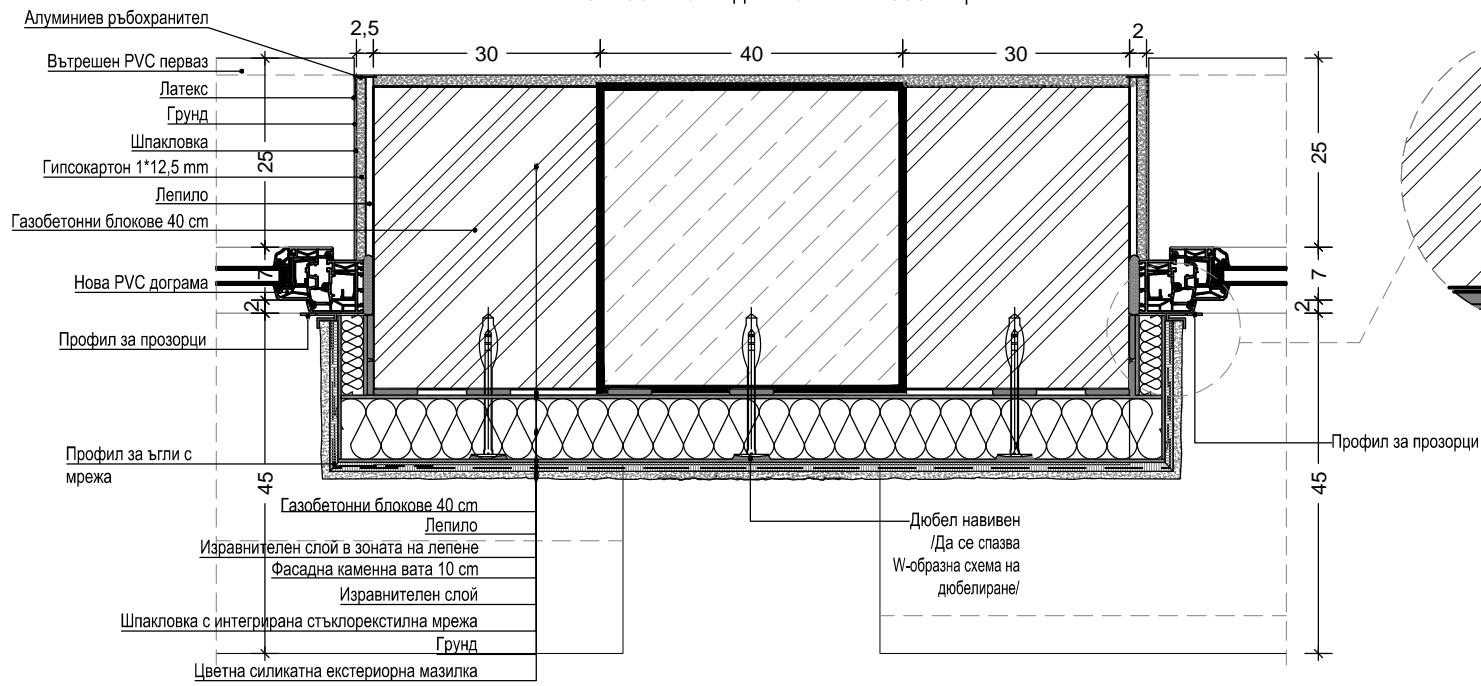 Алуминиев ръбохранител
Вътрешен PVC перваз
Латекс
Грунд
Шпакловка
Гипсокартон 1*12,5 mm
Лепило
Газобетонни блокове 40 cm
Нова PVC дограма
Профил за прозорци
Профил за ъгли с
мрежа
2,5
30
40
30
2
25
7
2
45
25
7
2
45
Профил за прозорци
Газобетонни блокове 40 cm
Лепило
Изравнителен слой в зоната на лепене
Фасадна каменна вата 10 cm
Изравнителен слой
Шпакловка с интегрирана стъклорекстилна мрежа
Грунд
Цветна силикатна екстериорна мазилка
Дюбел навивен
/Да се спазва
W-образна схема на
дюбелиране/